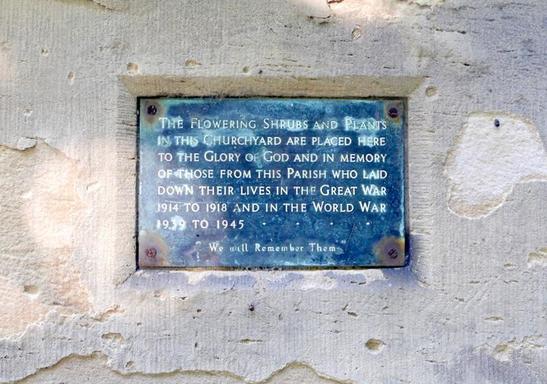 The Flowering Shrubs and Plants
in this Churchyard are placed here
to the Glory of God and in memory
of those from this Parish who laid
down their lives in the Great War
1914 to 1918 and in the World War
1939 to 1945 . . . . .
We will Remember Them